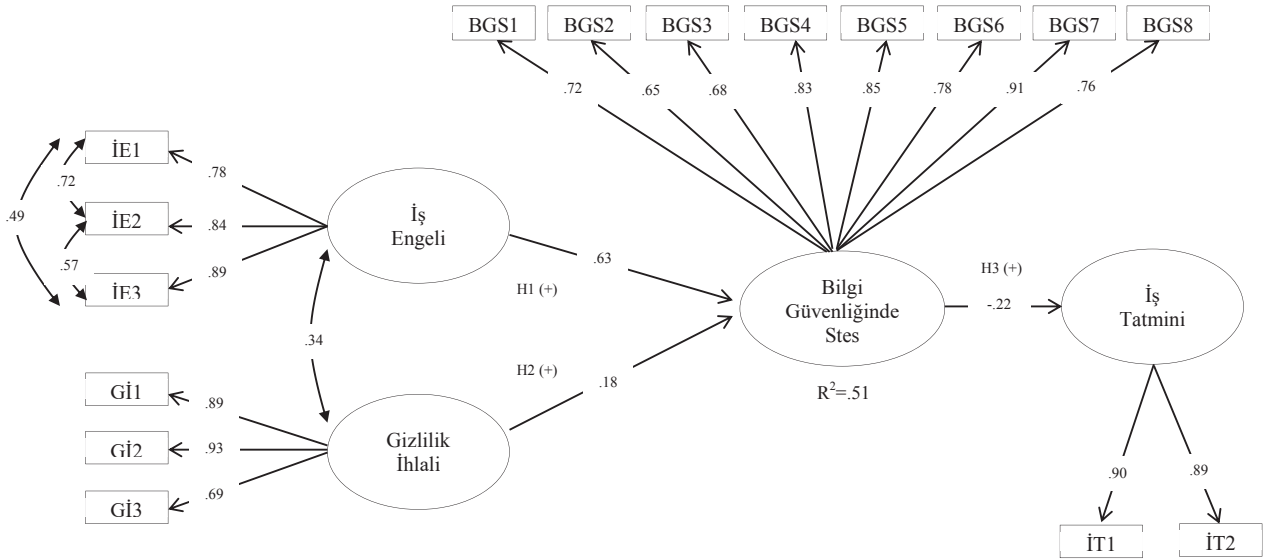 BGS1 BGS2 BGS3 BGS4 BGS5 BGS6 BGS7 BGS8
.72 .65 .68 .83 .85 .78 .91 .76
İE1
.78
.72
İE2
.84
.49
.57
İE3
.89
İş
Engeli
.63
H1 (+)
.34
H2 (+)
.18
Gİ1
.89
Gİ2
.93
Gİ3
.69
Gizlilik
İhlali
Bilgi
Güvenliğinde
Stes
R²=.51
H3 (+)
-.22
İş
Tatmini
.90 .89
İT1 İT2